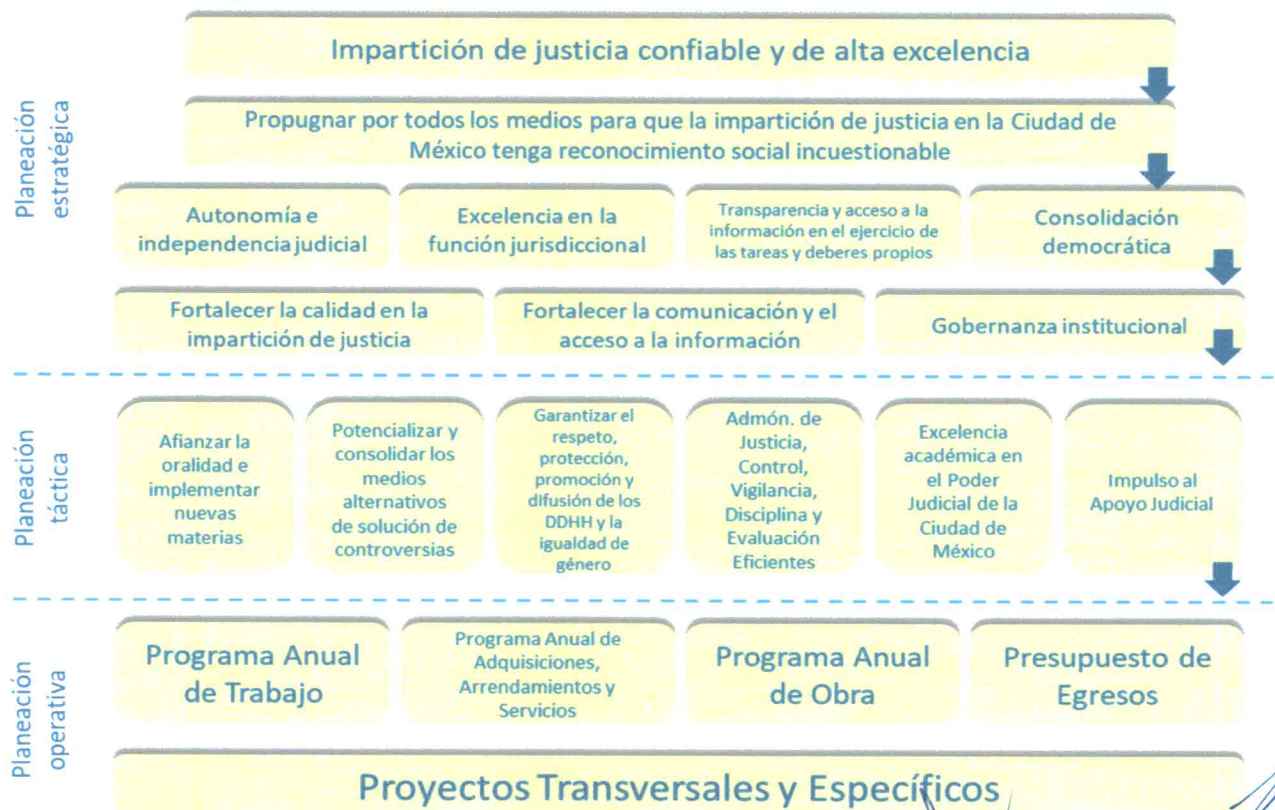 Planeación
estratégica
Impartición de justicia confiable y de alta excelencia
Propugnar por todos los medios para que la impartición de justicia en la Ciudad de
México tenga reconocimiento social incuestionable
Autonomía e
independencia judicial
Excelencia en la
función jurisdiccional
Transparencia y acceso a la
información en el ejercicio de
las tareas y deberes propios
Consolidación
democrática
Fortalecer la calidad en la
impartición de justicia
Fortalecer la comunicación y el
acceso a la información
Gobernanza institucional
Planeación
táctica
Afianzar la
oralidad e
implementar
nuevas
materias
Potencializar y
consolidar los
medios
alternativos
de solución de
controversias
Garantizar el
respeto,
protección,
promoción y
difusión de los
DDHH y la
igualdad de
género
Admón. de
Justicia,
Control,
Vigilancia,
Disciplina y
Evaluación
Eficientes
Excelencia
académica en
el Poder
Judicial de la
Ciudad de
México
Impulso al
Apoyo Judicial
Planeación
operativa
Programa Anual
de Trabajo
Programa Anual de
Adquisiciones,
Arrendamientos y
Servicios
Programa Anual
de Obra
Presupuesto de
Egresos
Proyectos Transversales y Específicos